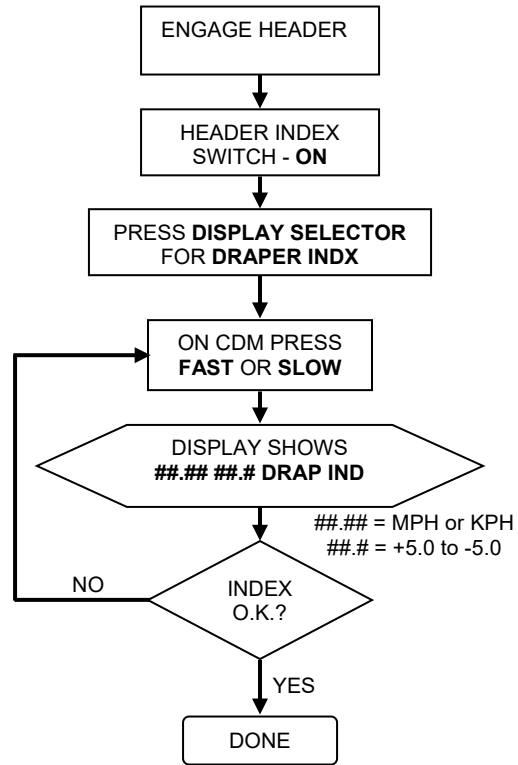 ENGAGE HEADER
HEADER INDEX
SWITCH - ON
PRESS DISPLAY SELECTOR
FOR DRAPER INDX
ON CDM PRESS
FAST OR SLOW
DISPLAY SHOWS
##.## ##.# DRAP IND
##.## = MPH or KPH
##.# = +5.0 to -5.0
NO
INDEX
O.K.?
YES
DONE